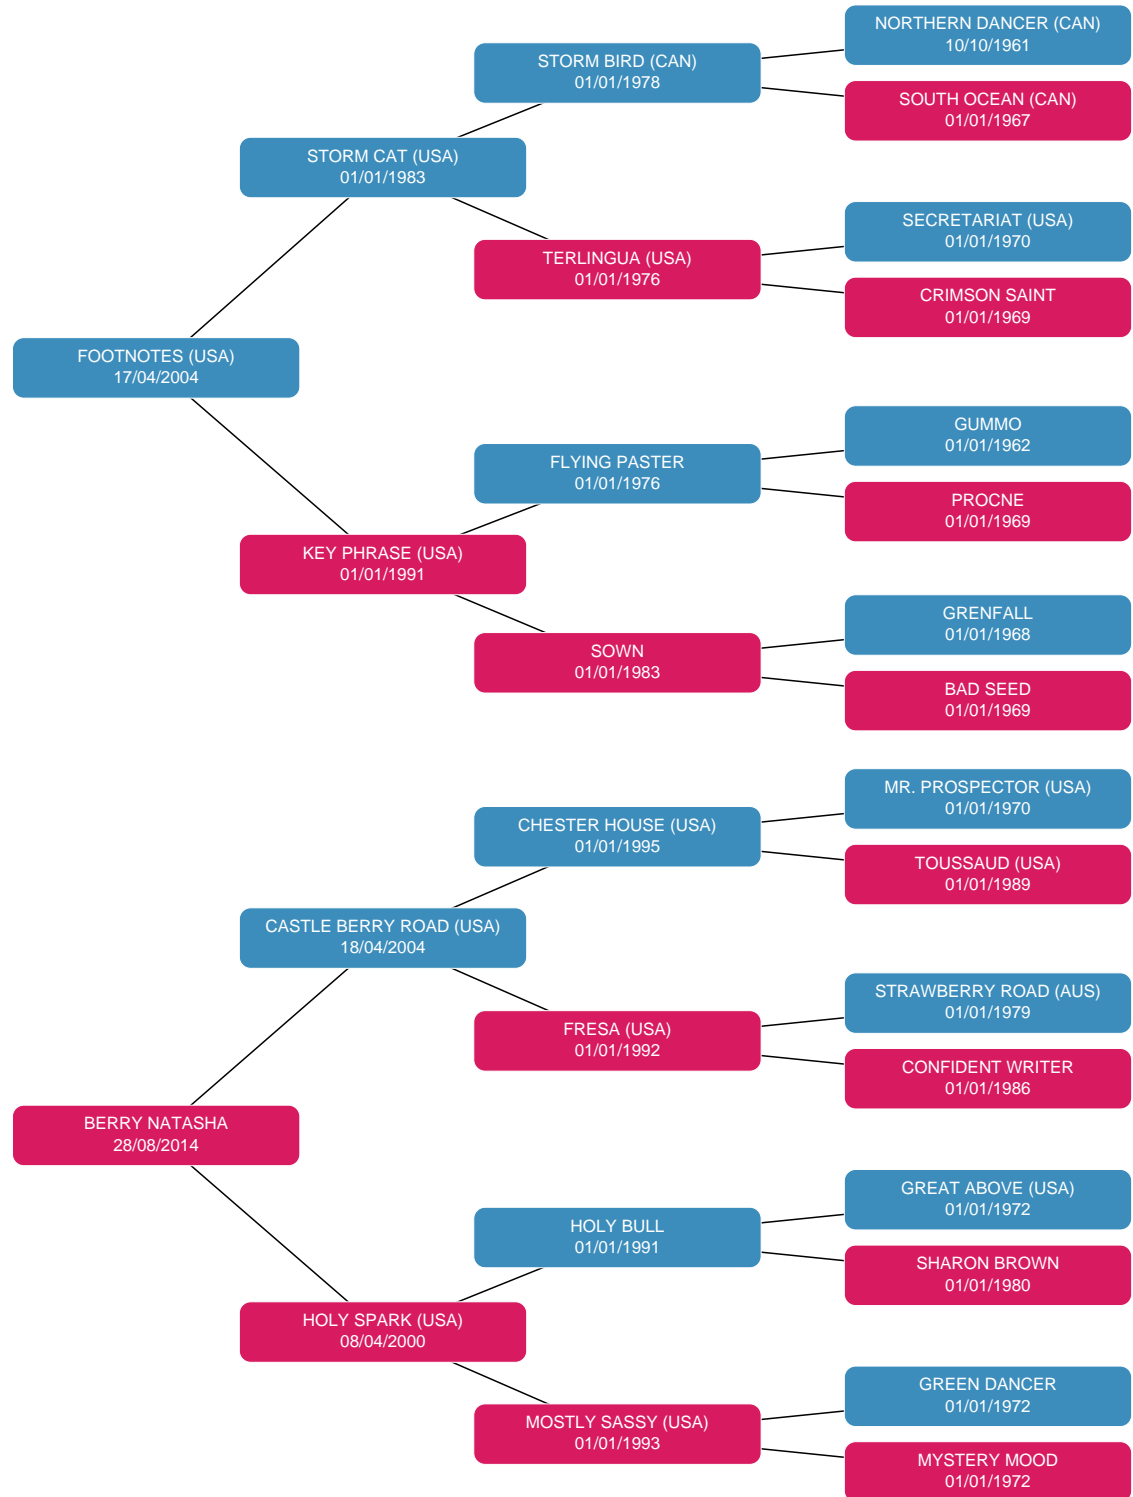 NORTHERN DANCER (CAN)
10/10/1961
STORM BIRD (CAN)
01/01/1978
SOUTH OCEAN (CAN)
01/01/1967
STORM CAT (USA)
01/01/1983
SECRETARIAT (USA)
01/01/1970
TERLINGUA (USA)
01/01/1976
CRIMSON SAINT
01/01/1969
FOOTNOTES (USA)
17/04/2004
GUMMO
01/01/1962
FLYING PASTER
01/01/1976
PROCNE
01/01/1969
KEY PHRASE (USA)
01/01/1991
GRENFALL
01/01/1968
SOWN
01/01/1983
BAD SEED
01/01/1969
MR. PROSPECTOR (USA)
01/01/1970
CHESTER HOUSE (USA)
01/01/1995
TOUSSAUD (USA)
01/01/1989
CASTLE BERRY ROAD (USA)
18/04/2004
STRAWBERRY ROAD (AUS)
01/01/1979
FRESA (USA)
01/01/1992
CONFIDENT WRITER
01/01/1986
BERRY NATASHA
28/08/2014
GREAT ABOVE (USA)
01/01/1972
HOLY BULL
01/01/1991
SHARON BROWN
01/01/1980
HOLY SPARK (USA)
08/04/2000
GREEN DANCER
01/01/1972
MOSTLY SASSY (USA)
01/01/1993
MYSTERY MOOD
01/01/1972